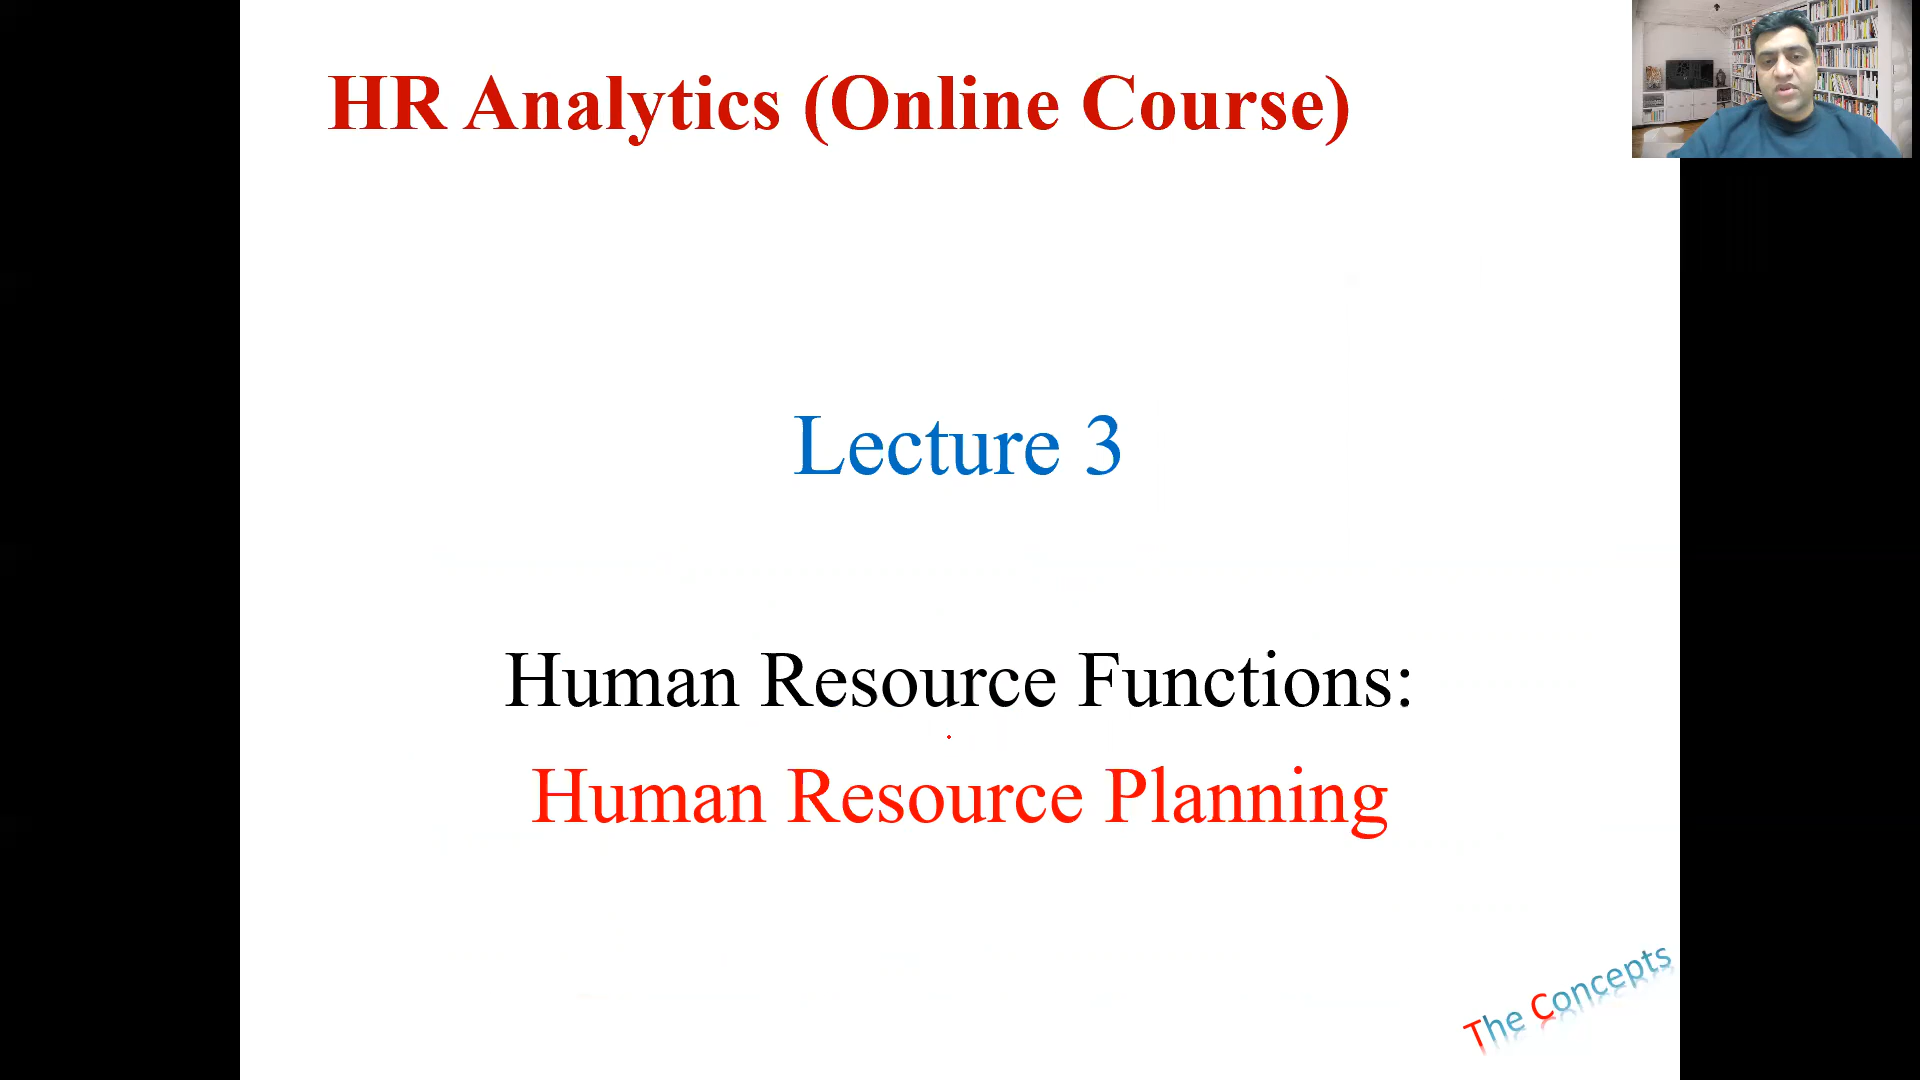 HR Analytics (Online Course)
Lecture 3
Human Resource Functions:
Human Resource Planning
The Concepts